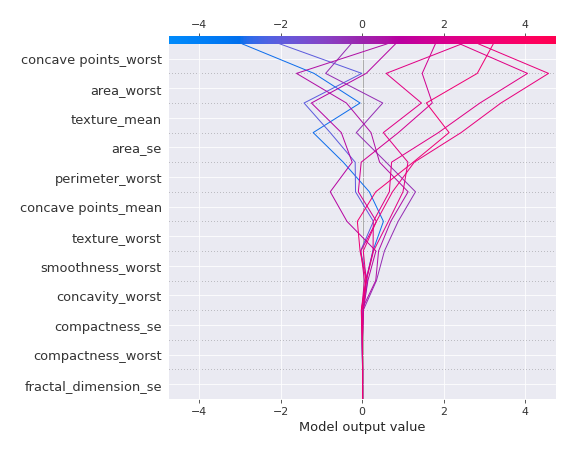 −4 −2 0 2 4
concave points_worst
area_worst
texture_mean
area_se
perimeter_worst
concave points_mean
texture_worst
smoothness_worst
concavity_worst
compactness_se
compactness_worst
fractal_dimension_se
−4 −2 0 2 4
Model output value